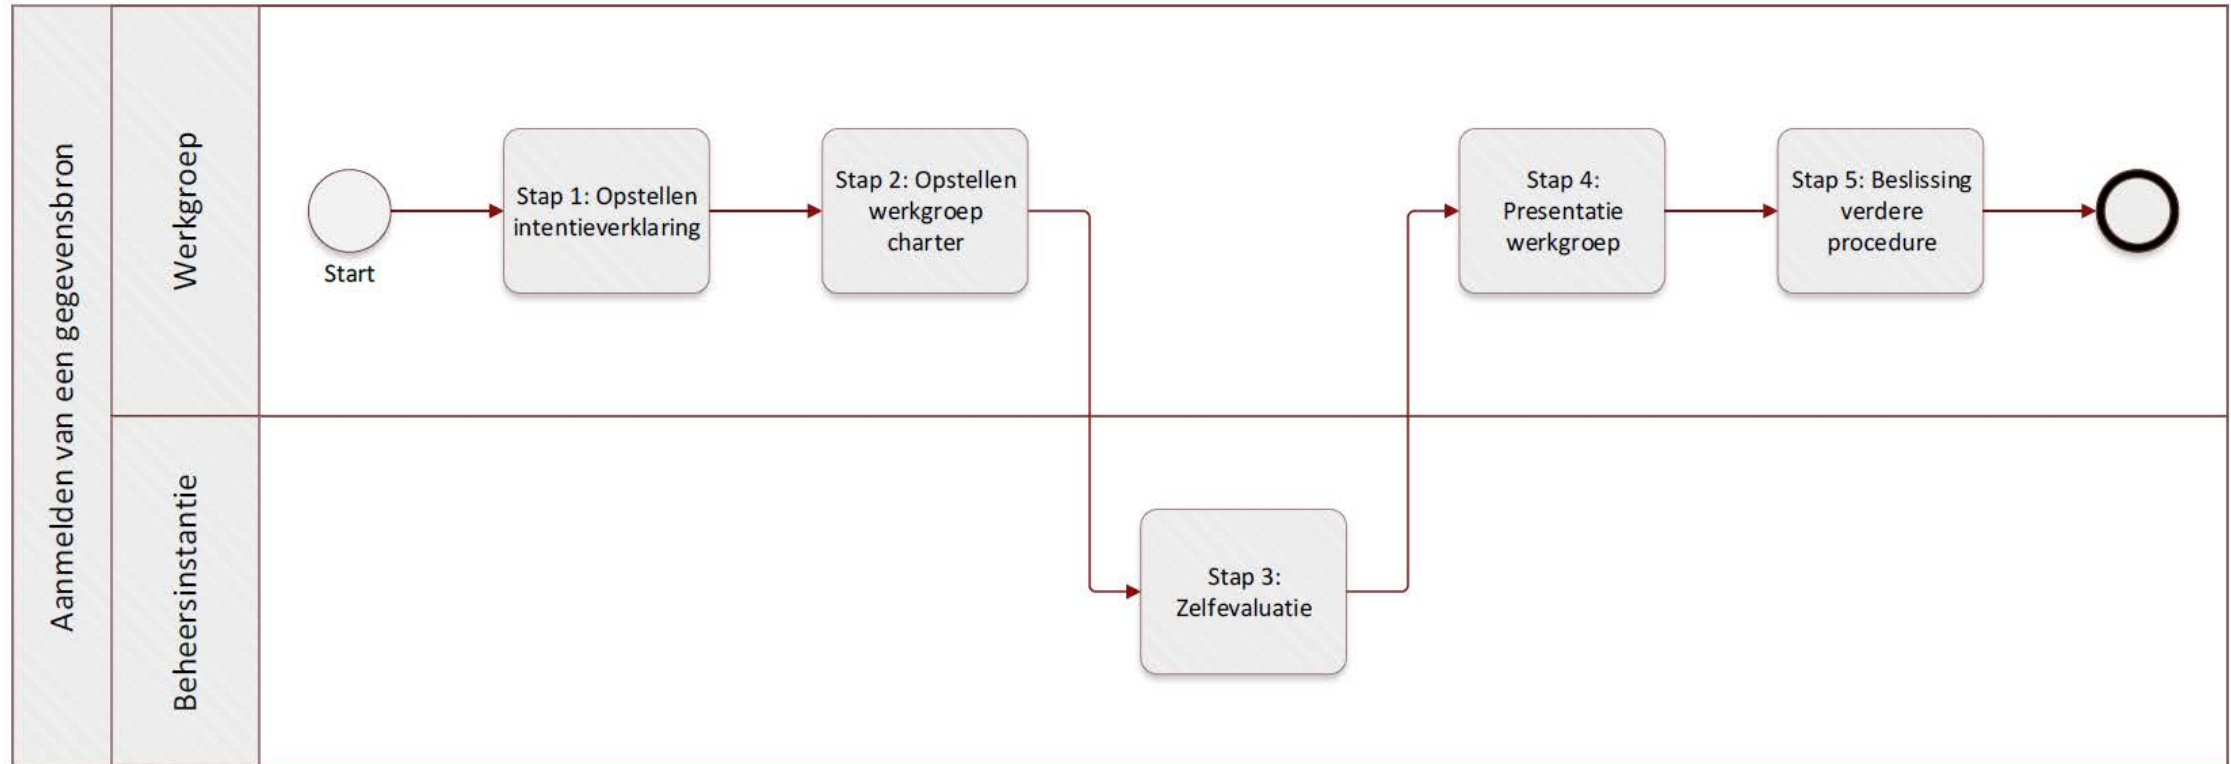 Aanmelden van een gegevensbron
Werkgroep
Start
Stap 1: Opstellen
intentieverklaring
Stap 2: Opstellen
werkgroep
charter
Stap 4:
Presentatie
werkgroep
Stap 5: Beslissing
verdere
procedure
Beheersinstantie
Stap 3:
Zelfevaluatie